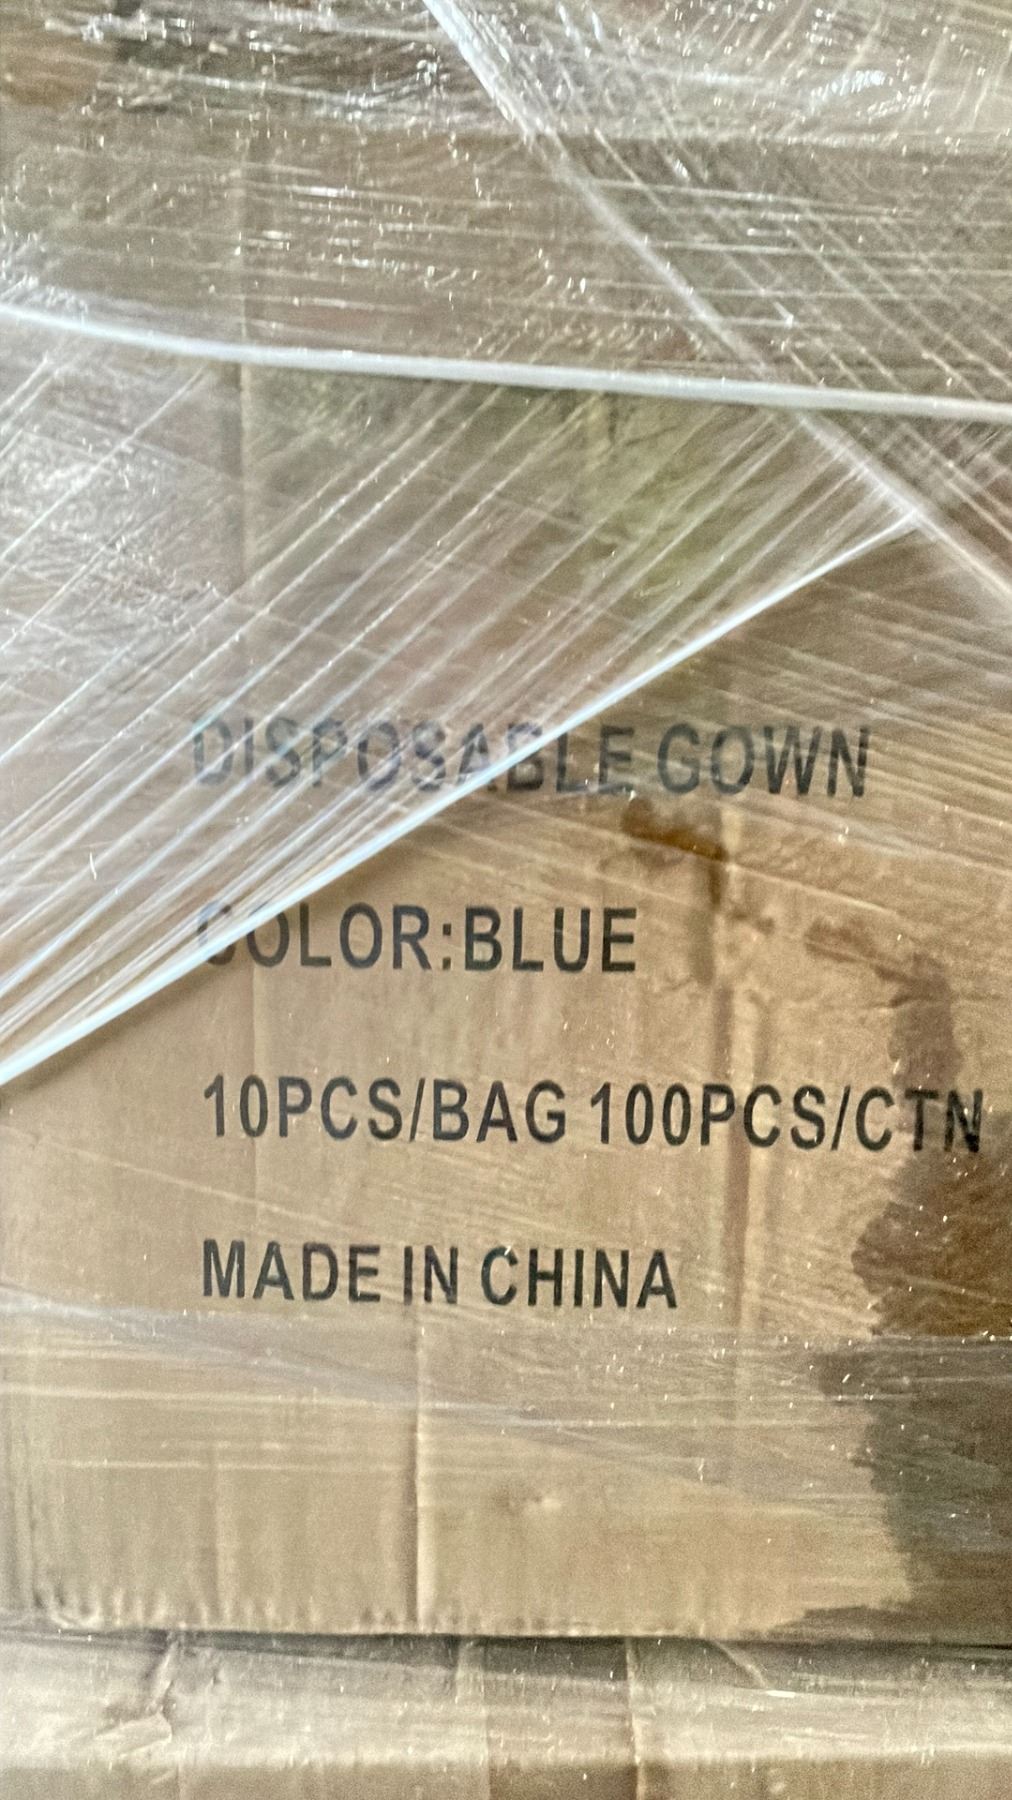 DISPOSABLE GOWN
COLOR:BLUE
10PCS/BAG 100PCS/CTN
MADE IN CHINA